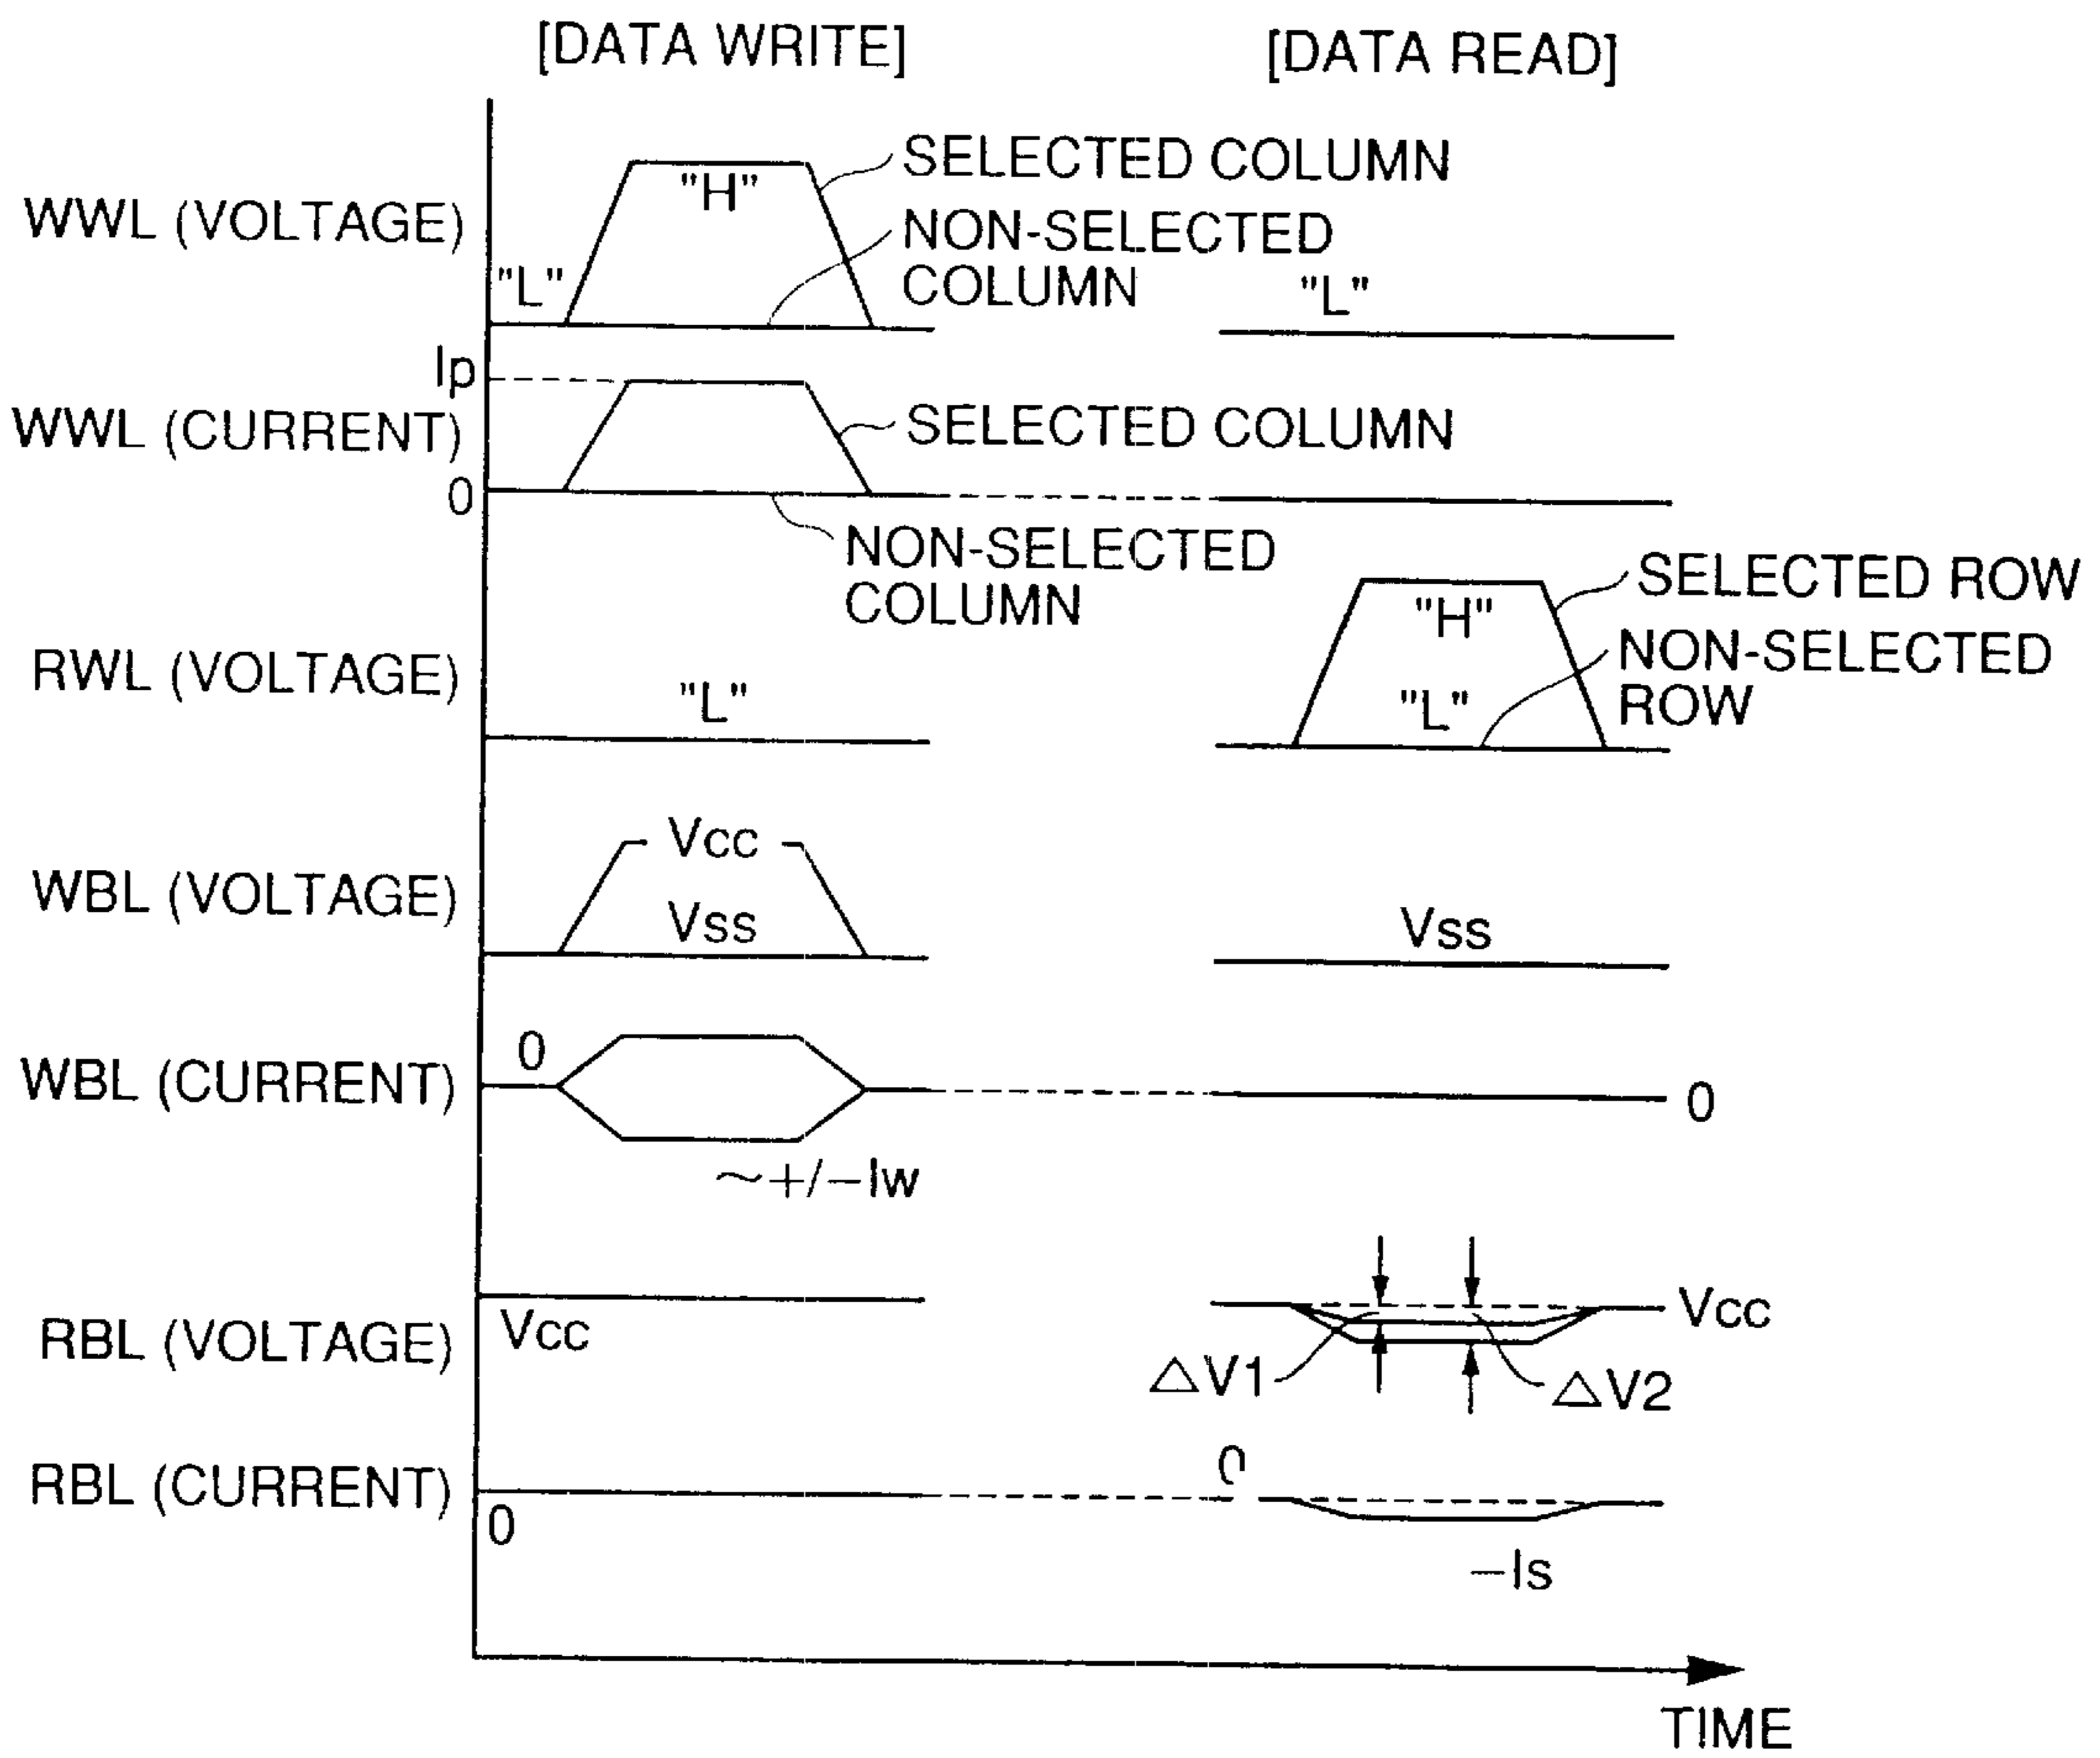 [DATA WRITE]
[DATA READ]
WWL (VOLTAGE)
"L"
"H"
SELECTED COLUMN
NON-SELECTED
COLUMN
"L"
Ip
WWL (CURRENT)
0
SELECTED COLUMN
NON-SELECTED
COLUMN
RWL (VOLTAGE)
"L"
"H"
"L"
SELECTED ROW
NON-SELECTED
ROW
WBL (VOLTAGE)
Vcc
Vss
Vss
WBL (CURRENT)
0
~+/-Iw
0
RBL (VOLTAGE)
Vcc
Vcc
△V1
△V2
RBL (CURRENT)
0
0
-Is
TIME